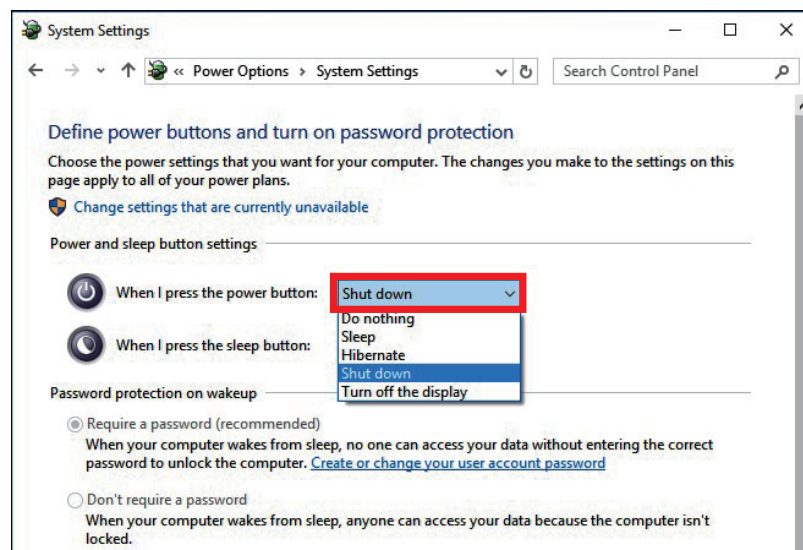 System Settings
« Power Options › System Settings
Search Control Panel
Define power buttons and turn on password protection
Choose the power settings that you want for your computer. The changes you make to the settings on this
page apply to all of your power plans.
Change settings that are currently unavailable
Power and sleep button settings
When I press the power button: Shut down
Do nothing
Sleep
When I press the sleep button:
Hibernate
Shut down
Turn off the display
Password protection on wakeup
Require a password (recommended)
When your computer wakes from sleep, no one can access your data without entering the correct
password to unlock the computer. Create or change your user account password
Don't require a password
When your computer wakes from sleep, anyone can access your data because the computer isn't
locked.